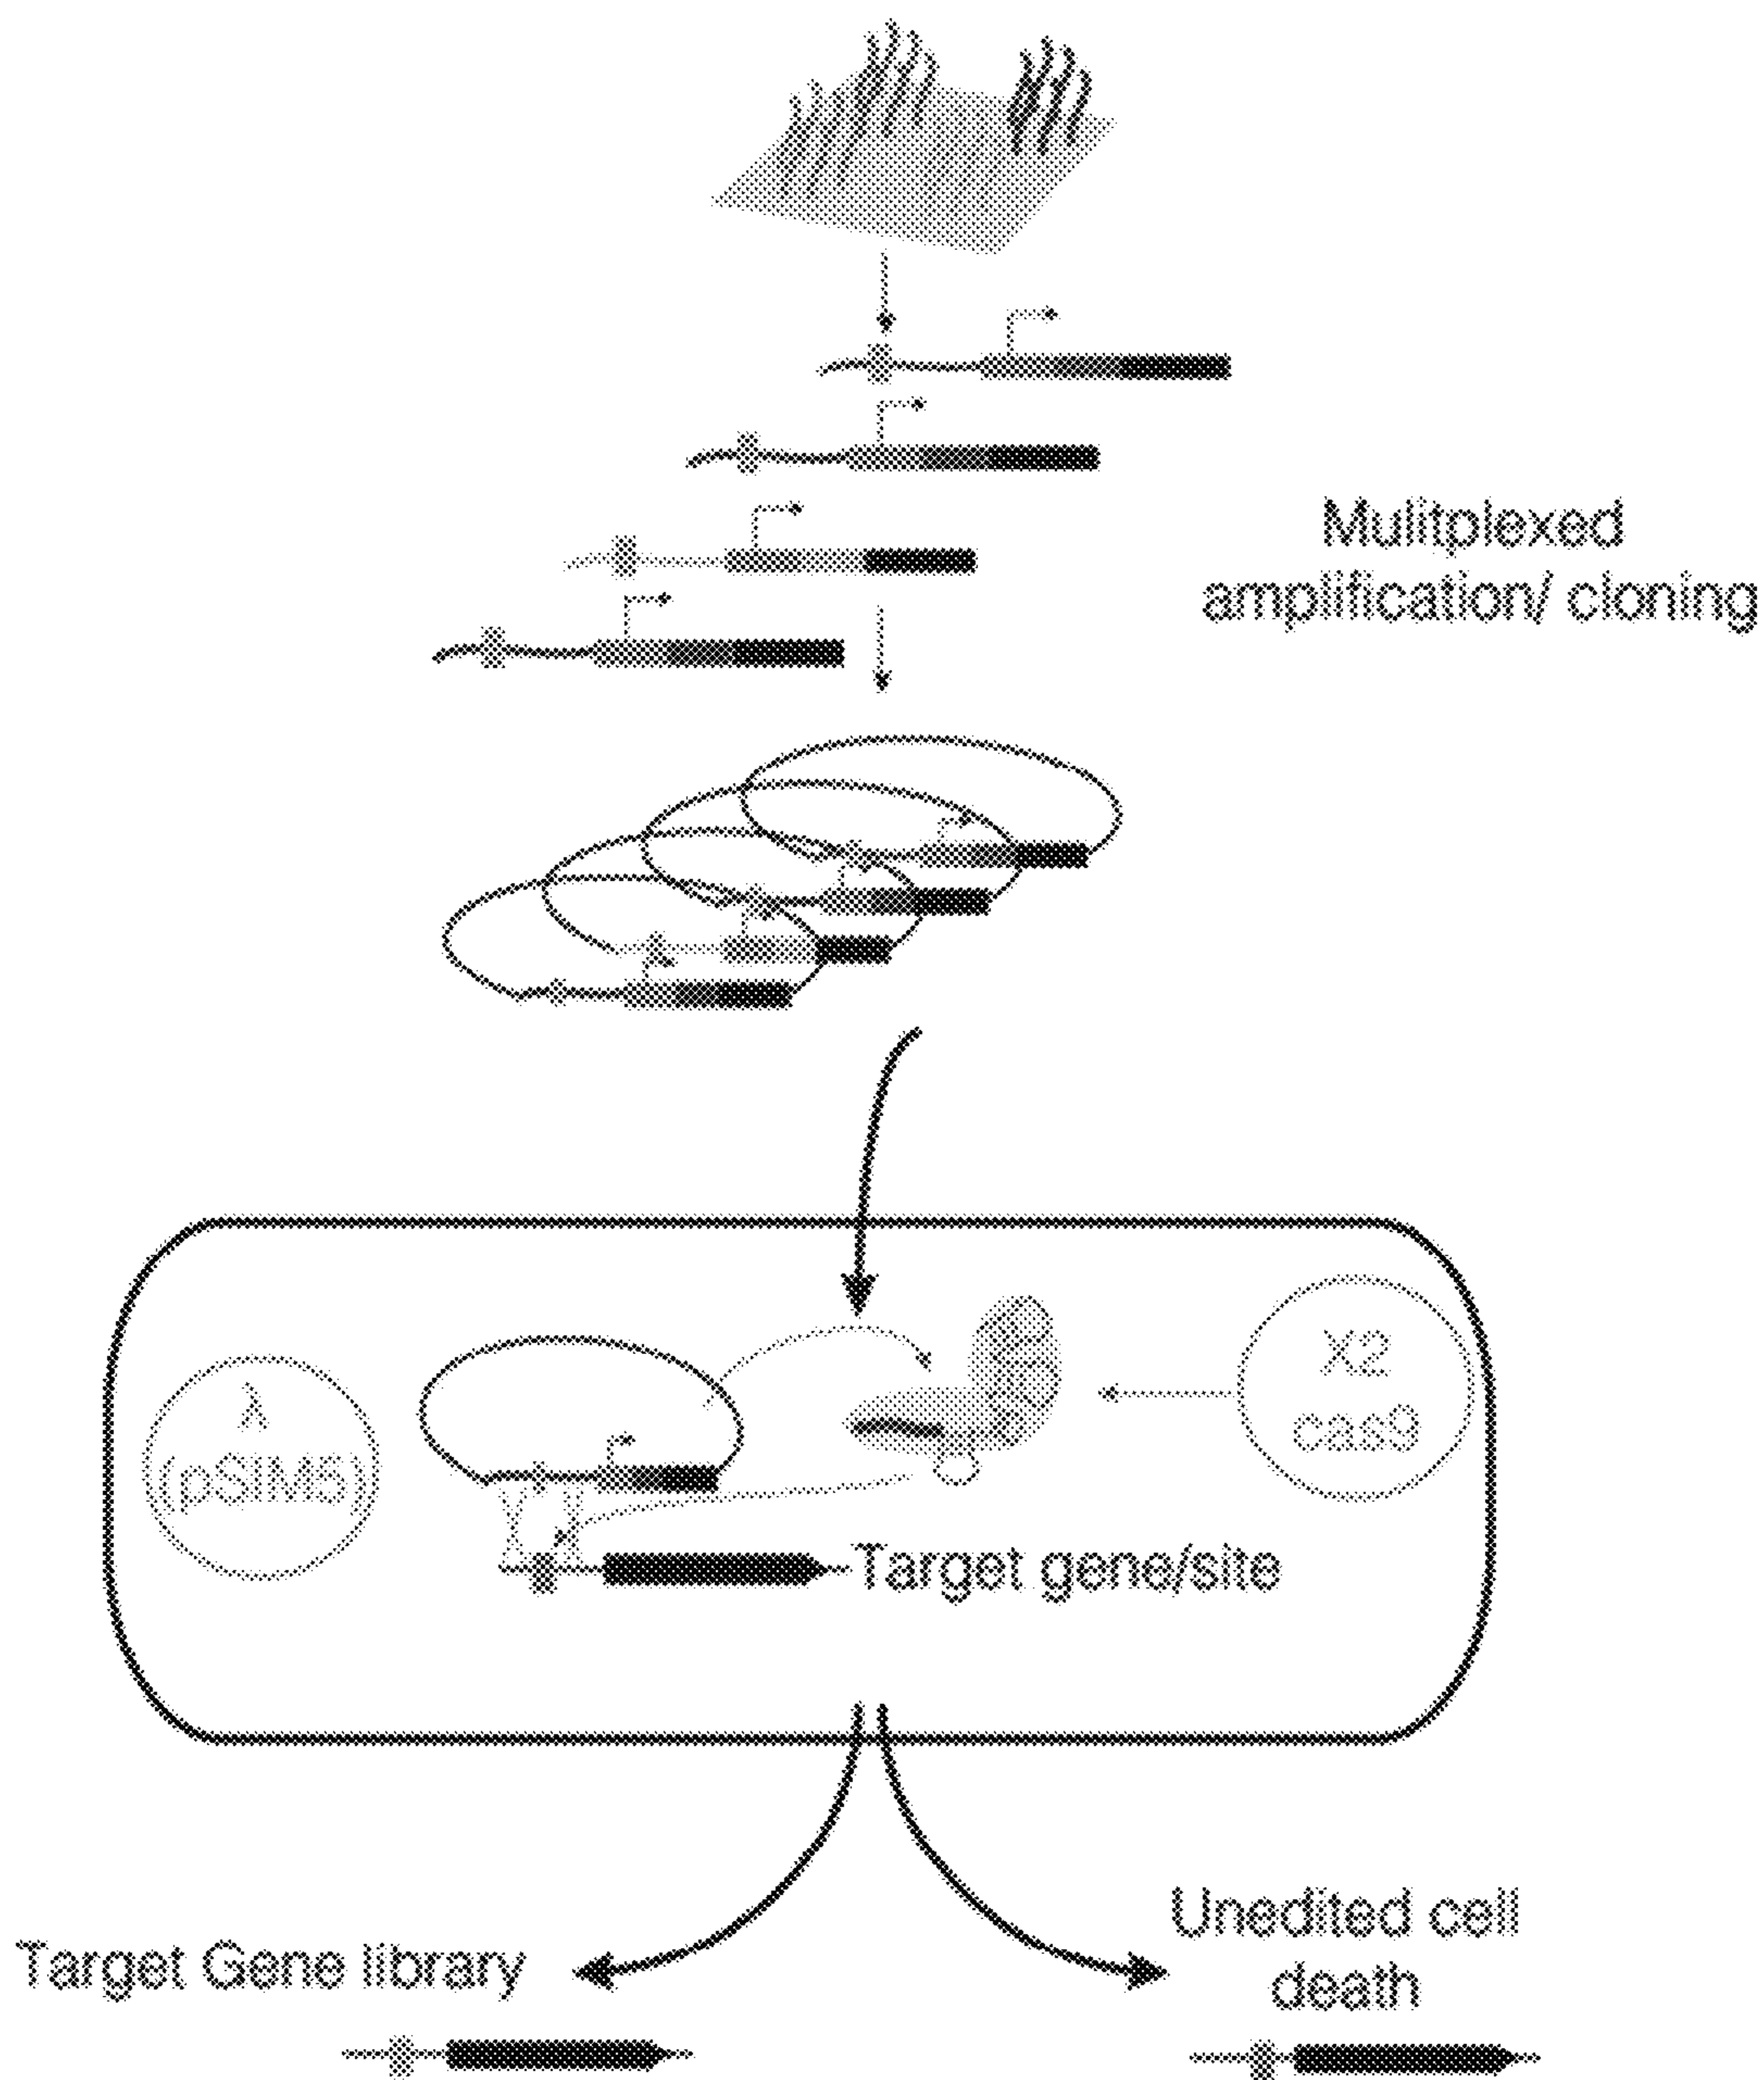 Mulitplexed
amplification/ cloning
λ
(pSIM5)
X2
cas9
Target gene/site
Unedited cell
death
Target Gene library